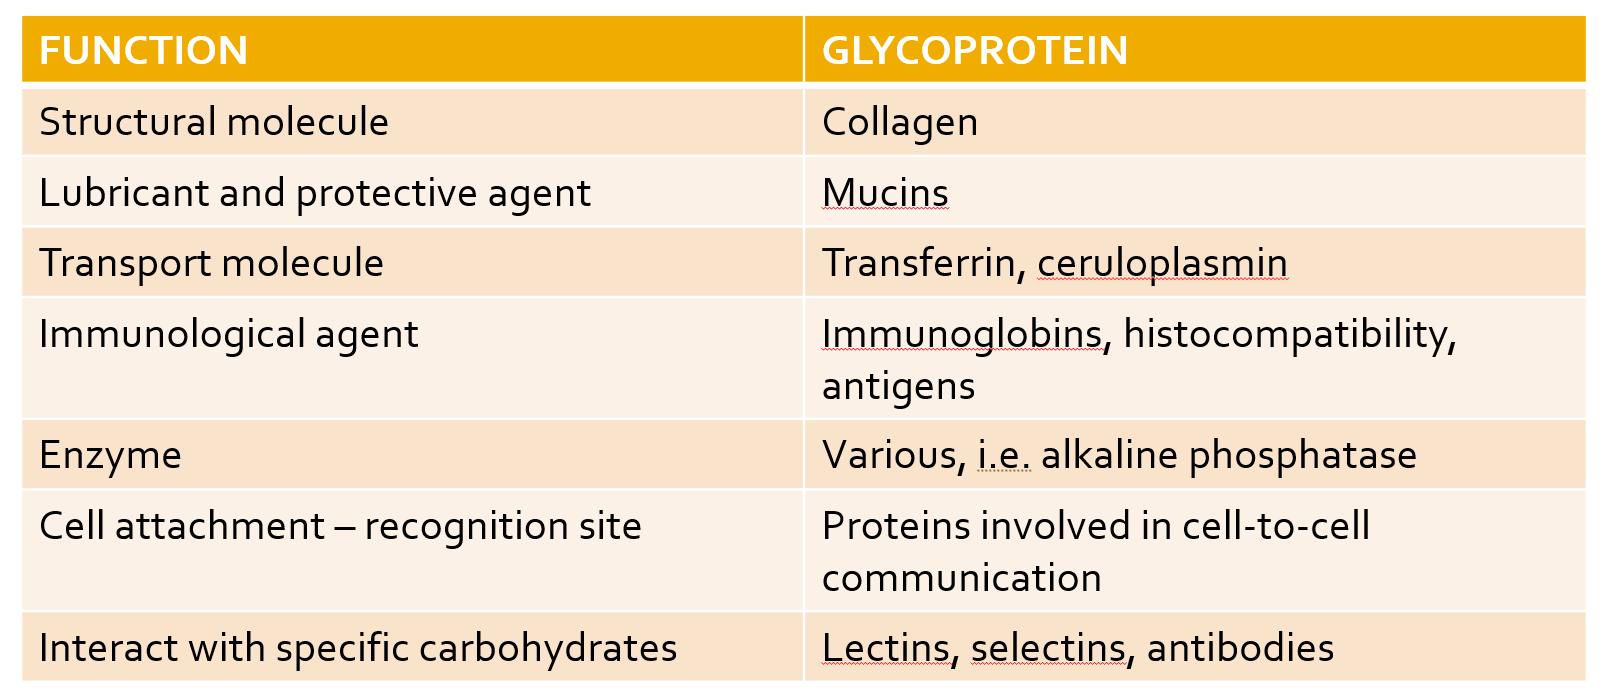 FUNCTION
GLYCOPROTEIN
Structural molecule
Collagen
Lubricant and protective agent
Mucins
Transport molecule
Transferrin, ceruloplasmin
Immunological agent
Immunoglobins, histocompatibility,
antigens
Enzyme
Various, i.e. alkaline phosphatase
Cell attachment – recognition site
Proteins involved in cell-to-cell
communication
Interact with specific carbohydrates
Lectins, selectins, antibodies